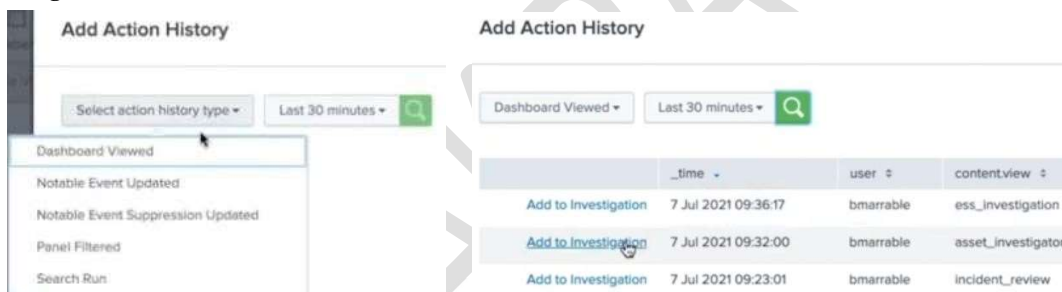 Add Action History
Select action history type
Last 30 minutes
Dashboard Viewed
Notable Event Updated
Notable Event Suppression Updated
Panel Filtered
Search Run
Add Action History
Dashboard Viewed
Last 30 minutes
_time user content.view
Add to Investigation 7 Jul 2021 09:36:17 bmarrable ess_investigation
Add to Investigation 7 Jul 2021 09:32:00 bmarrable asset_investigator
Add to Investigation 7 Jul 2021 09:23:01 bmarrable incident_review